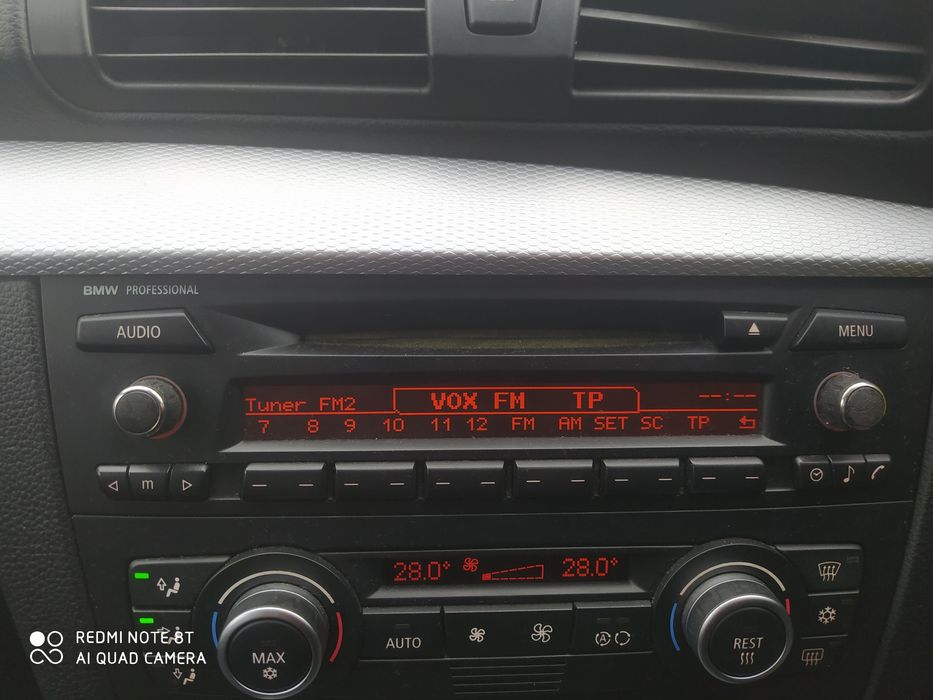 BMW PROFESSIONAL
AUDIO
MENU
Tuner FM2
VOX FM TP
--:--
7 8 9 10 11 12 FM AM SET SC TP
m
28.0°
28.0°
MAX
AUTO
A
REST
REDMI NOTE 8T
AI QUAD CAMERA